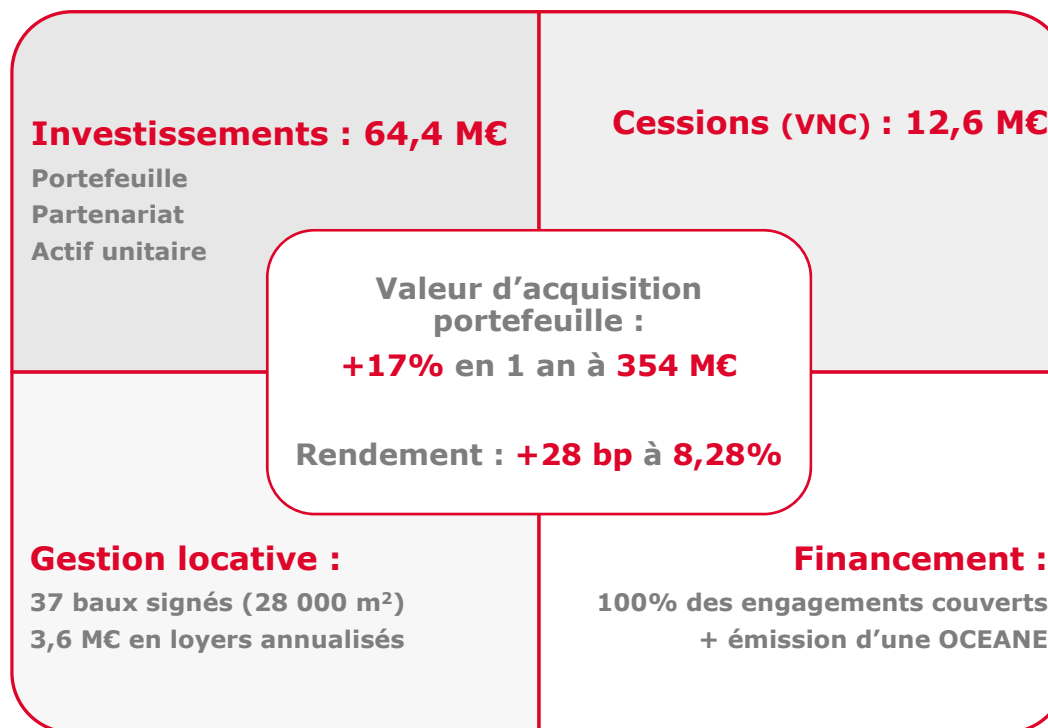 Investissements : 64,4 M€
Portefeuille
Partenariat
Actif unitaire
Cessions (VNC) : 12,6 M€
Valeur d’acquisition
portefeuille :
+17% en 1 an à 354 M€
Rendement : +28 bp à 8,28%
Gestion locative :
37 baux signés (28 000 m²)
3,6 M€ en loyers annualisés
Financement :
100% des engagements couverts
+ émission d’une OCEANE